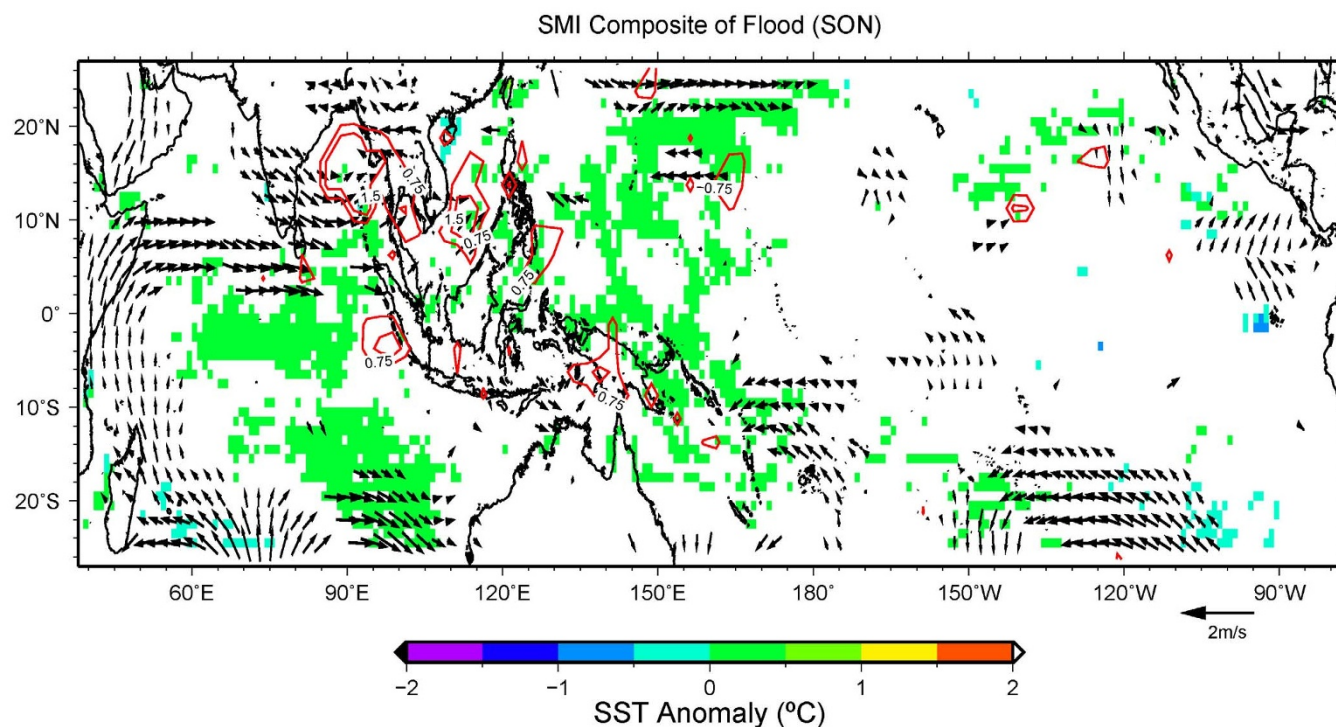 SMI Composite of Flood (SON)
20°N
10°N
0°
10°S
20°S
0.75
1.5
1.5
0.75
0.75
0.75
0.75
−0.75
60°E
90°E
120°E
150°E
180°
150°W
120°W
90°W
2m/s
−2
−1
0
1
2
SST Anomaly (ºC)